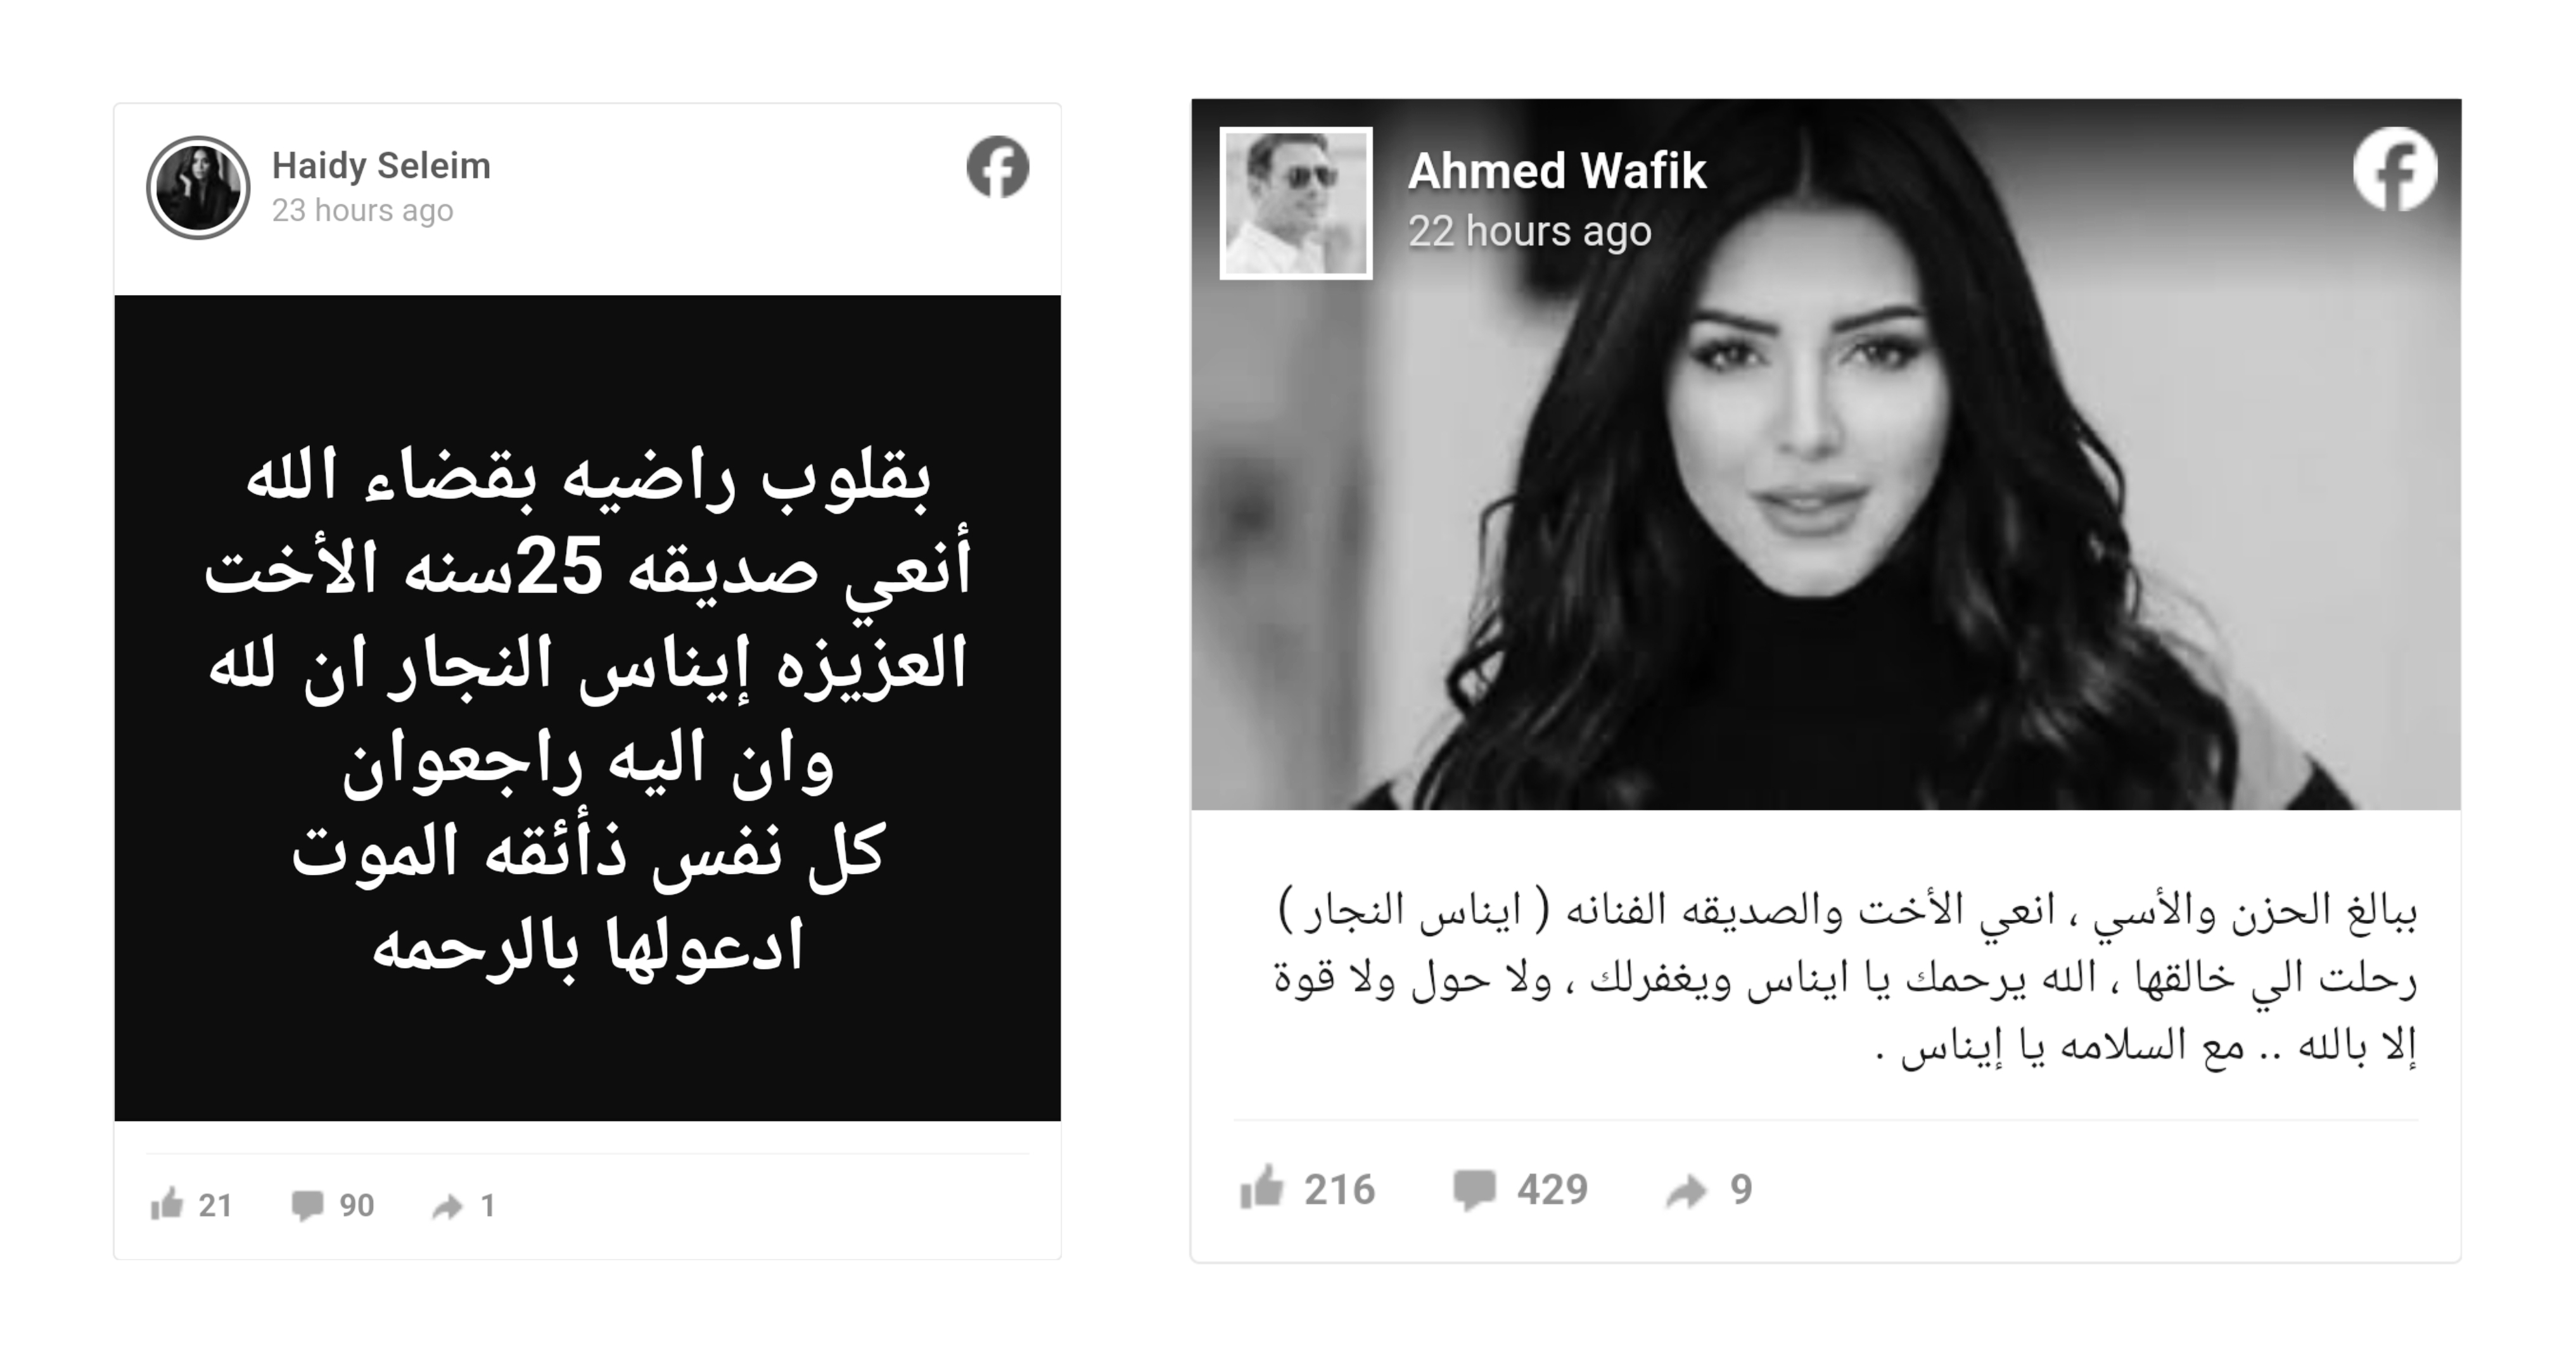 Haidy Seleim
23 hours ago
بقلوب راضيه بقضاء الله
أنعي صديقه 25سنه الأخت
العزيزه إيناس النجار ان لله
وان اليه راجعوان
كل نفس ذأئقه الموت
ادعولها بالرحمه
21 90 1
Ahmed Wafik
22 hours ago
ببالغ الحزن والأسي ، انعي الأخت والصديقه الفنانه ( ايناس النجار )
رحلت الي خالقها ، الله يرحمك يا ايناس ويغفرلك ، ولا حول ولا قوة
إلا بالله .. مع السلامه يا إيناس .
216 429 9